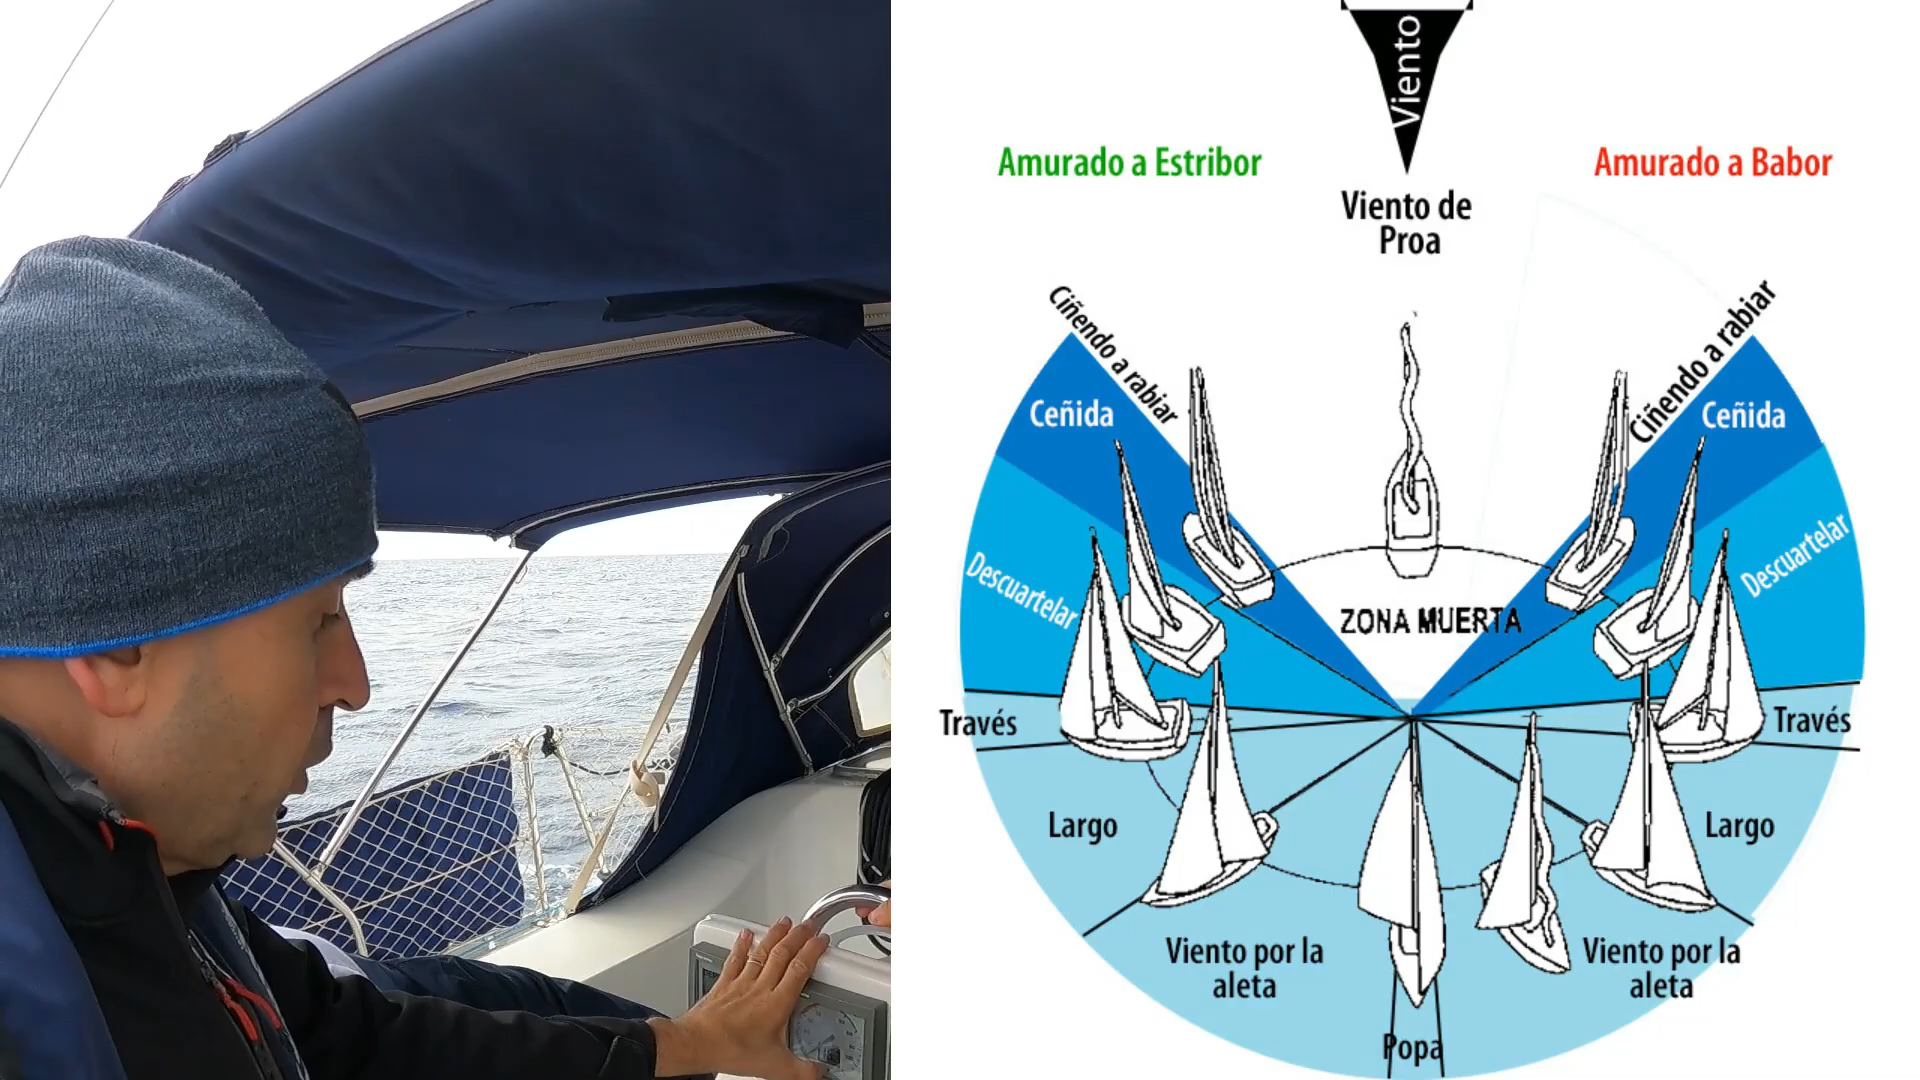 Viento
Amurado a Estribor
Amurado a Babor
Viento de
Proa
Ciñendo a rabiar
Ciñendo a rabiar
Ceñida
Ceñida
Descuartelar
Descuartelar
ZONA MUERTA
Través
Través
Largo
Largo
Viento por la
aleta
Viento por la
aleta
Popa